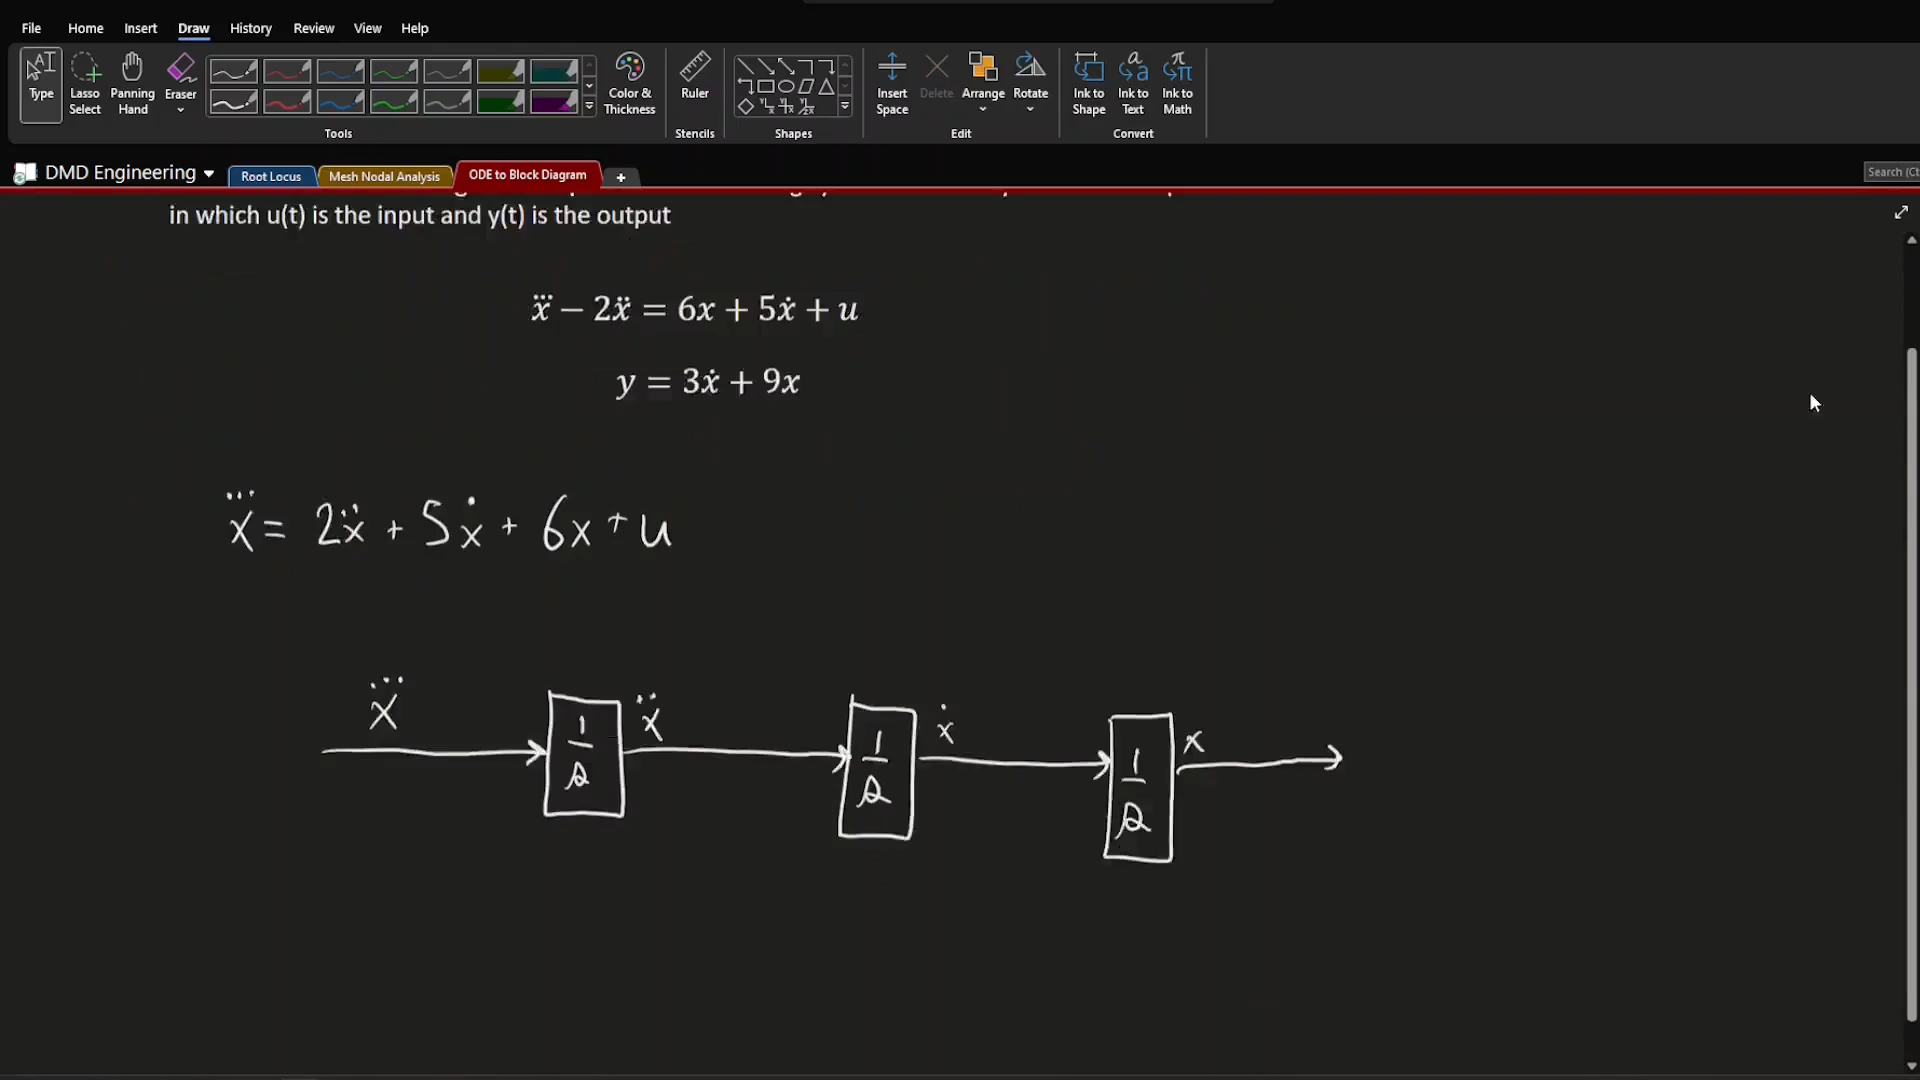 File Home Insert Draw History Review View Help
Type Lasso Select Panning Hand Eraser Color & Thickness Ruler Insert Space Delete Arrange Rotate Ink to Shape Ink to Text Ink to Math
Tools Stencils Shapes Edit Convert
DMD Engineering Root Locus Mesh Nodal Analysis ODE to Block Diagram + Search (Ct
in which u(t) is the input and y(t) is the output
x⃛ − 2ẍ = 6x + 5ẋ + u
y = 3ẋ + 9x
x⃛ = 2ẍ + 5ẋ + 6x + u
x⃛ 1/s ẍ 1/s ẋ 1/s x